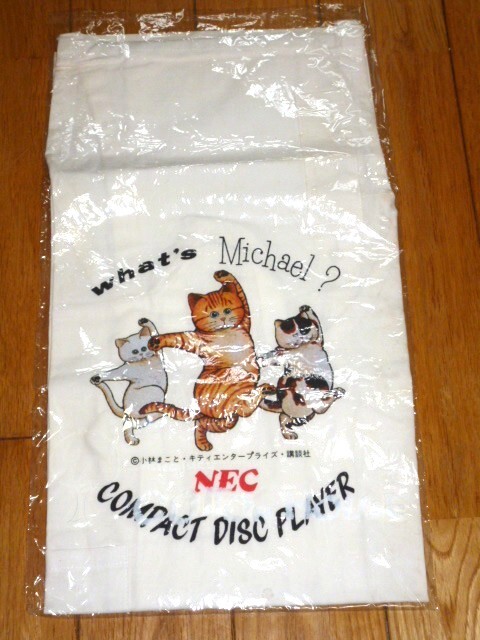 what's Michael?
©小林まこと・キティエンタープライズ・講談社
NEC
COMPACT DISC PLAYER